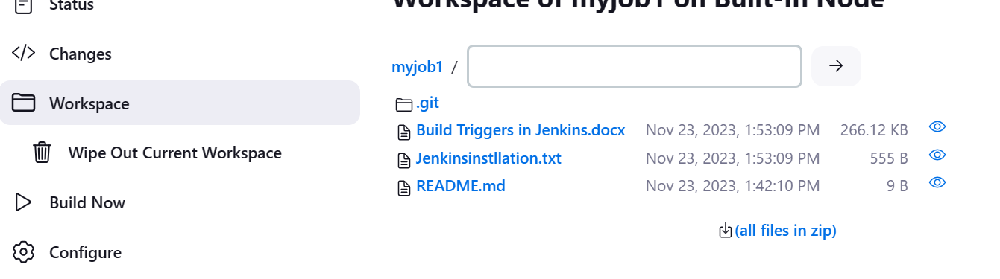 Status
Changes
Workspace
Wipe Out Current Workspace
Build Now
Configure
Workspace of myjob1 on Built-In Node
myjob1 /
.git
Build Triggers in Jenkins.docx Nov 23, 2023, 1:53:09 PM 266.12 KB
Jenkinsinstllation.txt Nov 23, 2023, 1:53:09 PM 555 B
README.md Nov 23, 2023, 1:42:10 PM 9 B
(all files in zip)